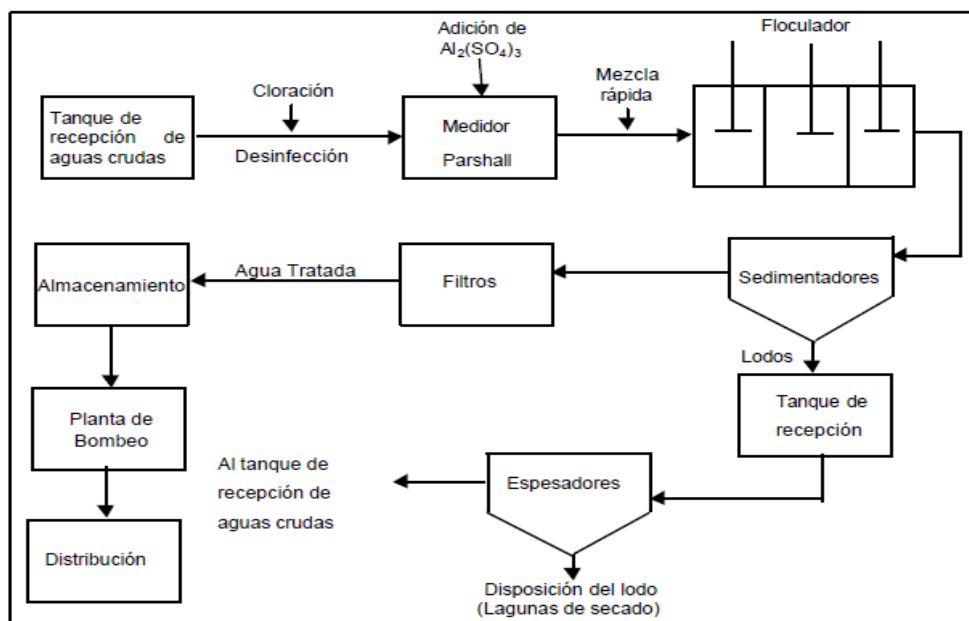 Adición de
Al2(SO4)3
Floculador
Cloración
Mezcla
rápida
Tanque de
recepción de
aguas crudas
Desinfección
Medidor
Parshall
Almacenamiento
Agua Tratada
Filtros
Sedimentadores
Lodos
Tanque de
recepción
Planta de
Bombeo
Al tanque de
recepción de
aguas crudas
Espesadores
Distribución
Disposición del lodo
(Lagunas de secado)